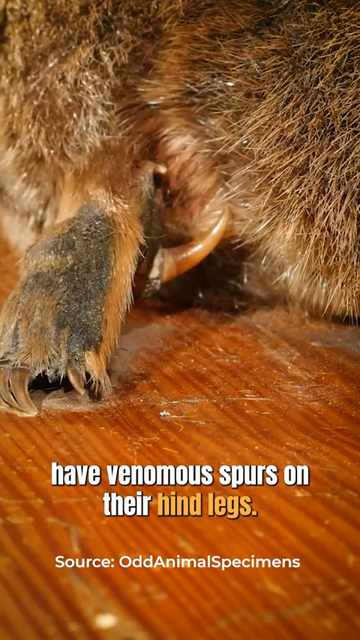 have venomous spurs on
their hind legs.
Source: OddAnimalSpecimens